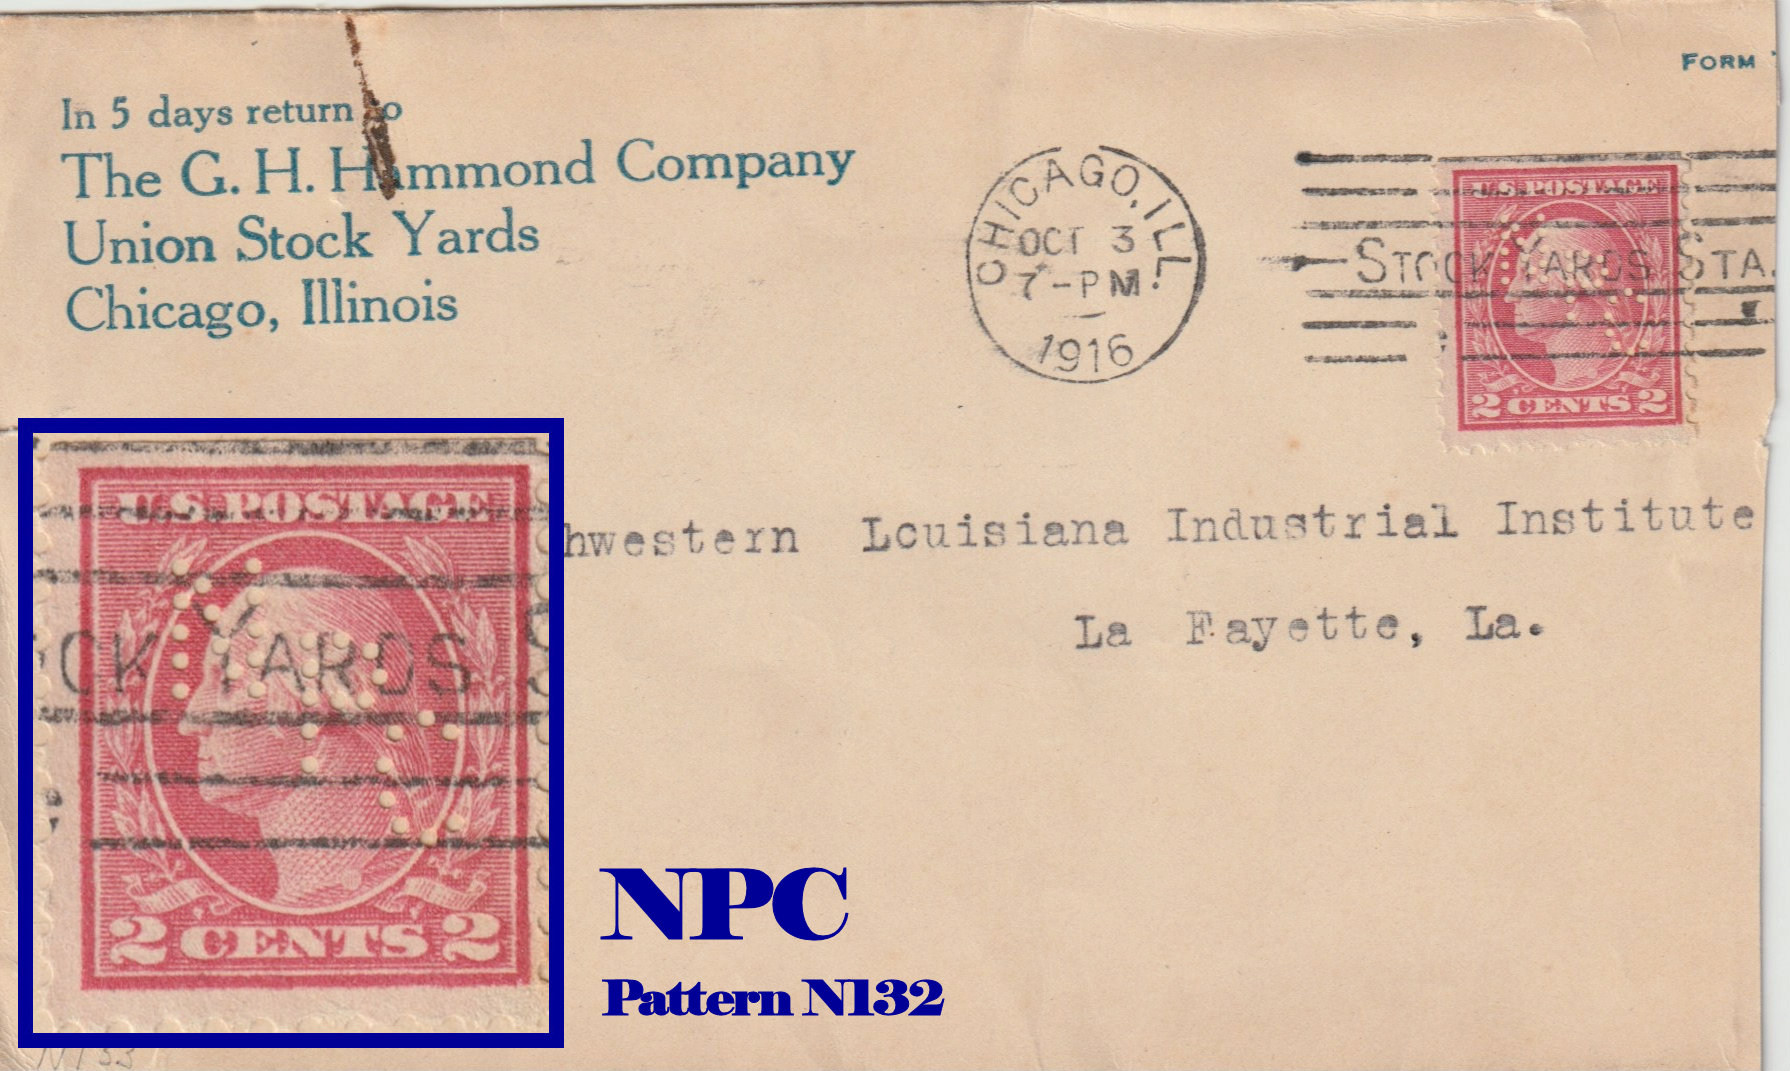 FORM
In 5 days return to
The G. H. Hammond Company
Union Stock Yards
Chicago, Illinois
CHICAGO, ILL.
OCT 3
7-PM
1916
STOCK YARDS STA.
U.S. POSTAGE
2 CENTS 2
hwestern Louisiana Industrial Institute
La Fayette, La.
U.S. POSTAGE
OCK YARDS S
2 CENTS 2
NPC
Pattern N132
N133